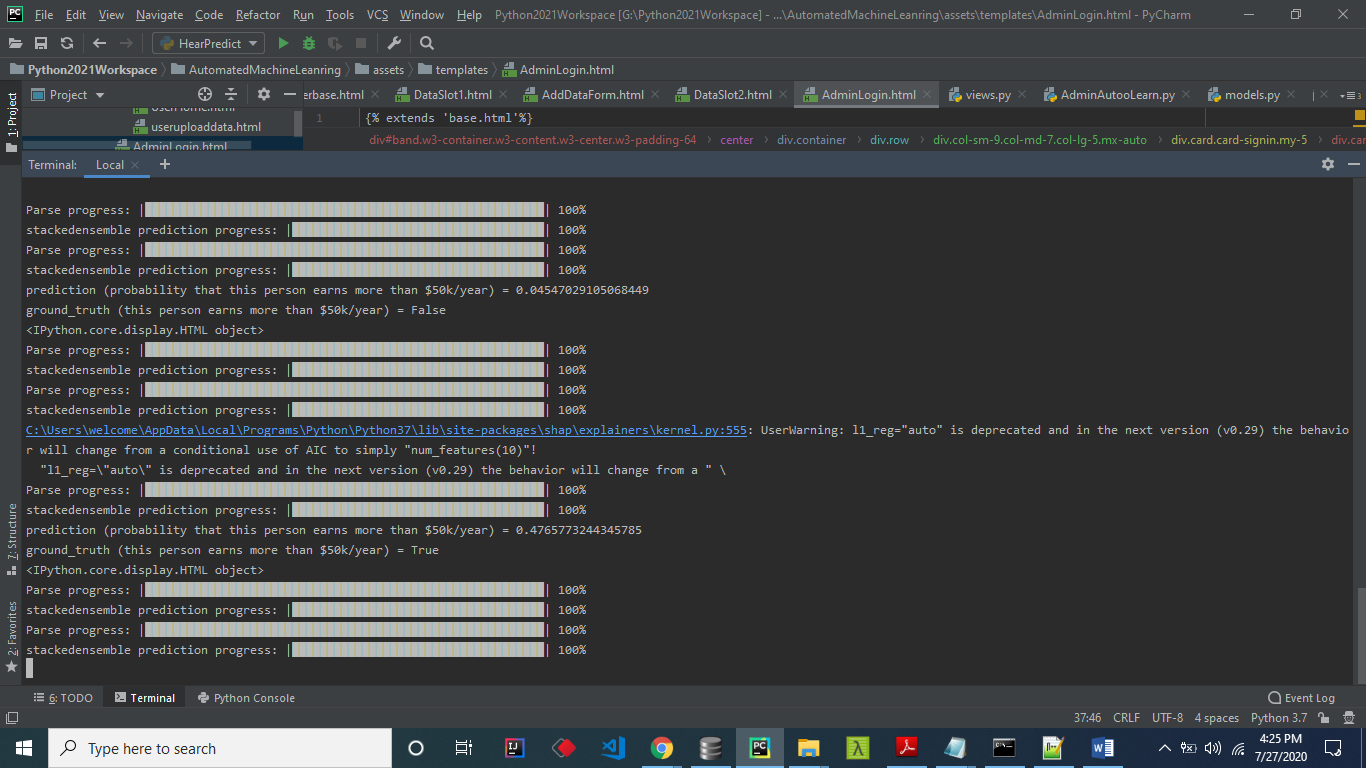 File Edit View Navigate Code Refactor Run Tools VCS Window Help Python2021Workspace [G:\Python2021Workspace] - ...\AutomatedMachineLeanring\assets\templates\AdminLogin.html - PyCharm
HearPredict
Python2021Workspace AutomatedMachineLeanring assets templates AdminLogin.html
Project erbase.html DataSlot1.html AddDataForm.html DataSlot2.html AdminLogin.html views.py AdminAutooLearn.py models.py
1: Project
useruploaddata.html
AdminLogin.html
1 {% extends 'base.html'%}
div#band.w3-container.w3-content.w3-center.w3-padding-64 center div.container div.row div.col-sm-9.col-md-7.col-lg-5.mx-auto div.card.card-signin.my-5 div.car
Terminal: Local
Parse progress: || 100%
stackedensemble prediction progress: || 100%
Parse progress: || 100%
stackedensemble prediction progress: || 100%
prediction (probability that this person earns more than $50k/year) = 0.04547029105068449
ground_truth (this person earns more than $50k/year) = False
<IPython.core.display.HTML object>
Parse progress: || 100%
stackedensemble prediction progress: || 100%
Parse progress: || 100%
stackedensemble prediction progress: || 100%
C:\Users\welcome\AppData\Local\Programs\Python\Python37\lib\site-packages\shap\explainers\kernel.py:555: UserWarning: l1_reg="auto" is deprecated and in the next version (v0.29) the behavio
r will change from a conditional use of AIC to simply "num_features(10)"!
"l1_reg=\"auto\" is deprecated and in the next version (v0.29) the behavior will change from a " \
Parse progress: || 100%
stackedensemble prediction progress: || 100%
prediction (probability that this person earns more than $50k/year) = 0.4765773244345785
ground_truth (this person earns more than $50k/year) = True
<IPython.core.display.HTML object>
Parse progress: || 100%
stackedensemble prediction progress: || 100%
Parse progress: || 100%
stackedensemble prediction progress: || 100%
7: Structure
2: Favorites
6: TODO Terminal Python Console Event Log
37:46 CRLF UTF-8 4 spaces Python 3.7
Type here to search
4:25 PM
7/27/2020